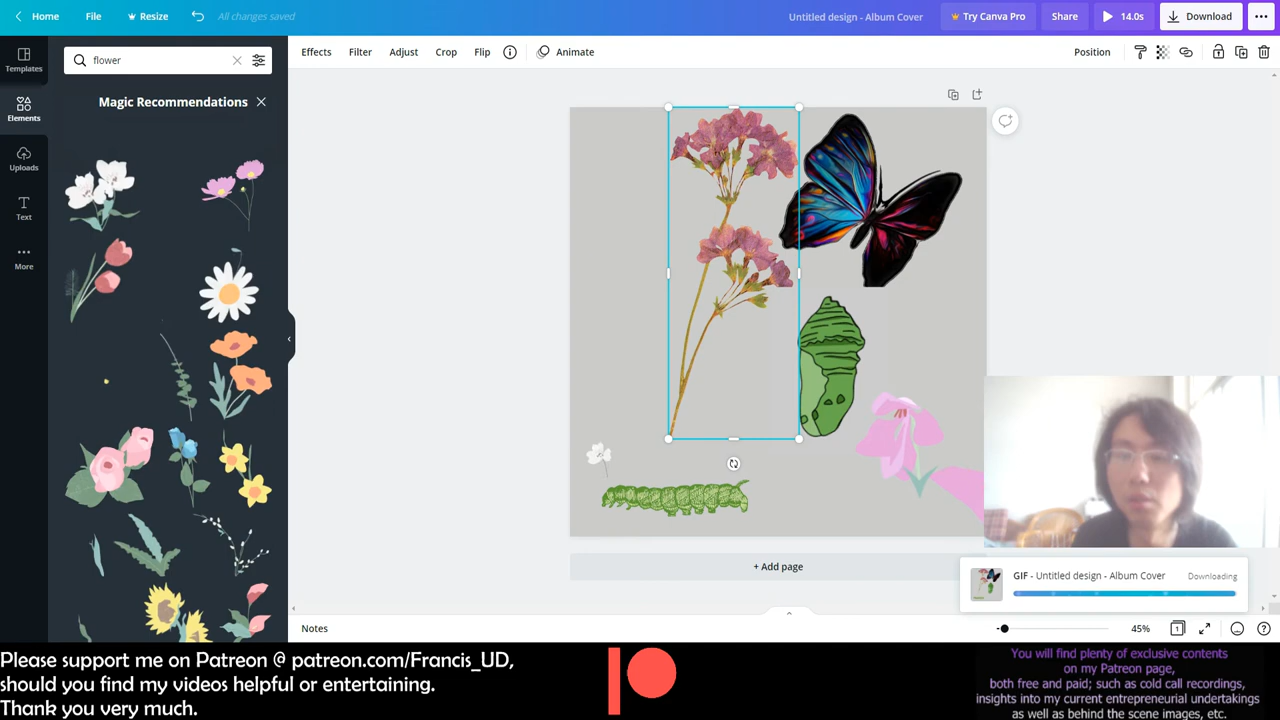 Home
File
Resize
All changes saved
Untitled design - Album Cover
Try Canva Pro
Share
14.0s
Download
Templates
Elements
Uploads
Text
More
flower
Magic Recommendations
Effects
Filter
Adjust
Crop
Flip
Animate
Position
+ Add page
GIF - Untitled design - Album Cover
Downloading
Notes
45%
1
Please support me on Patreon @ patreon.com/Francis_UD,
should you find my videos helpful or entertaining.
Thank you very much.
You will find plenty of exclusive contents
on my Patreon page,
both free and paid; such as cold call recordings,
insights into my current entrepreneurial undertakings
as well as behind the scene images, etc.